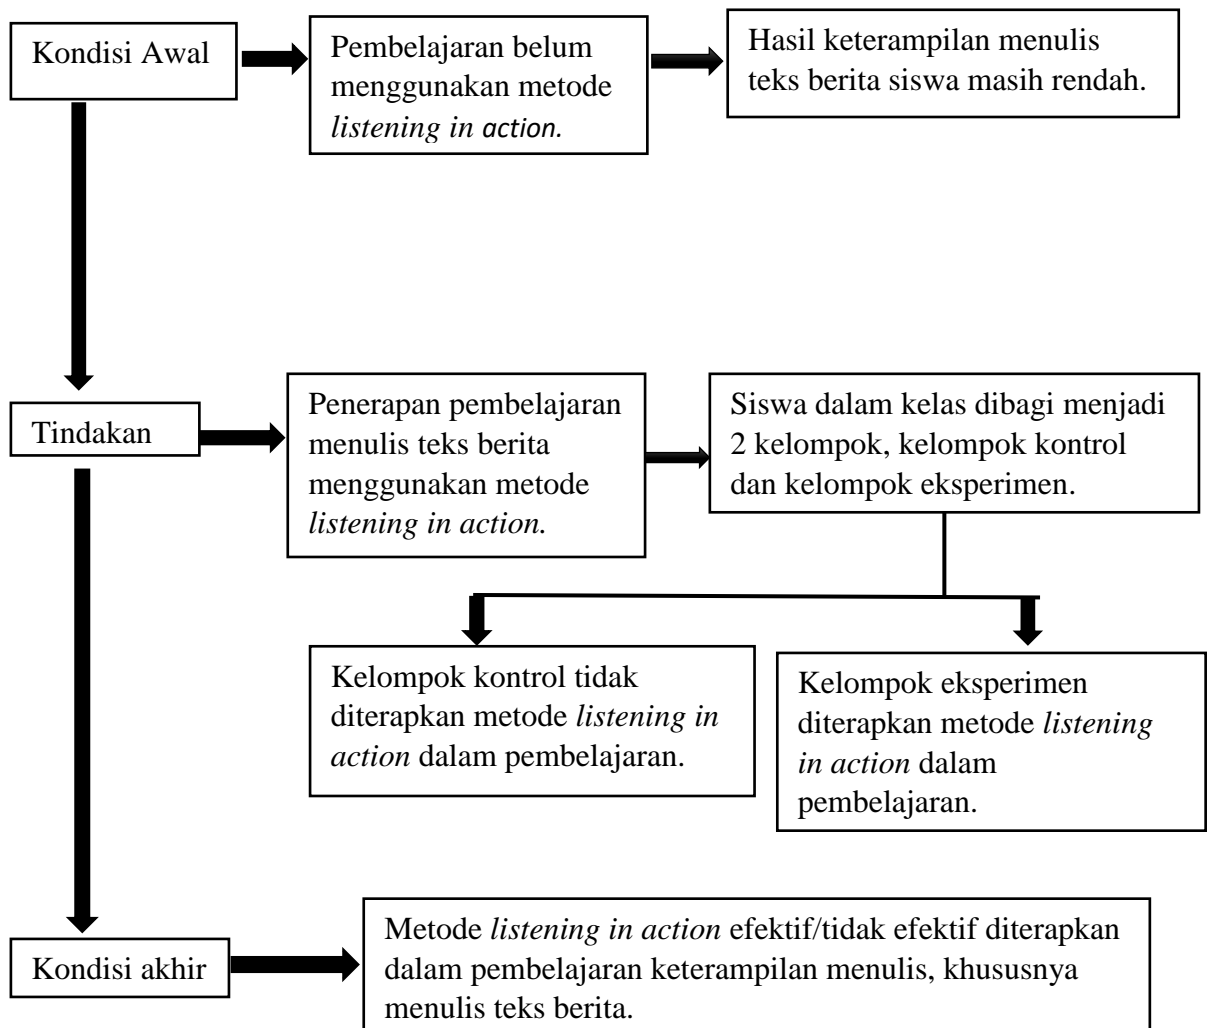 Kondisi Awal
Pembelajaran belum
menggunakan metode
listening in action.
Hasil keterampilan menulis
teks berita siswa masih rendah.
Tindakan
Penerapan pembelajaran
menulis teks berita
menggunakan metode
listening in action.
Siswa dalam kelas dibagi menjadi
2 kelompok, kelompok kontrol
dan kelompok eksperimen.
Kelompok kontrol tidak
diterapkan metode listening in
action dalam pembelajaran.
Kelompok eksperimen
diterapkan metode listening
in action dalam
pembelajaran.
Kondisi akhir
Metode listening in action efektif/tidak efektif diterapkan
dalam pembelajaran keterampilan menulis, khususnya
menulis teks berita.